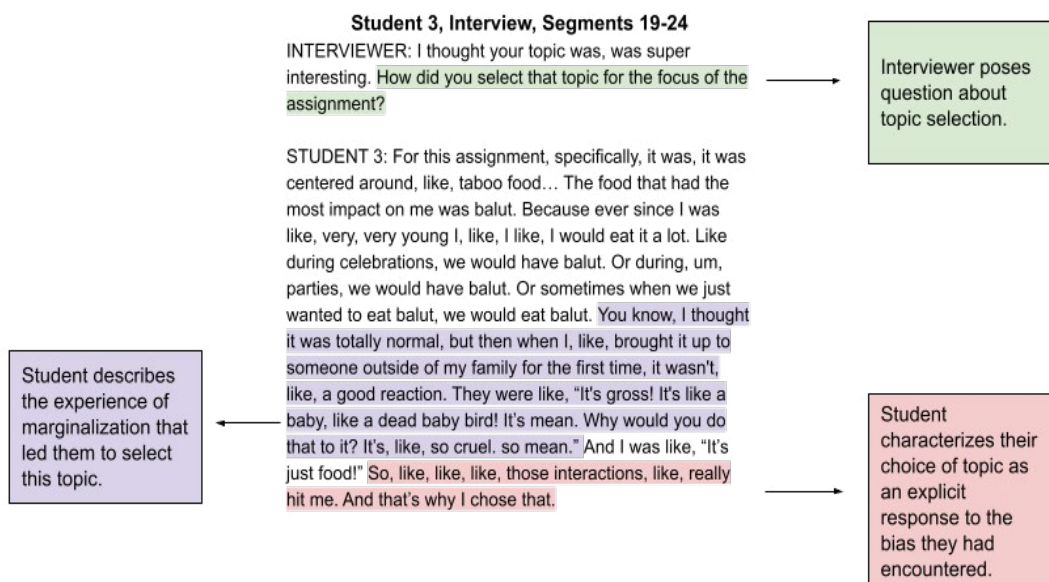 Student 3, Interview, Segments 19-24
INTERVIEWER: I thought your topic was, was super
interesting. How did you select that topic for the focus of the
assignment?
Interviewer poses
question about
topic selection.
STUDENT 3: For this assignment, specifically, it was, it was
centered around, like, taboo food… The food that had the
most impact on me was balut. Because ever since I was
like, very, very young I, like, I like, I would eat it a lot. Like
during celebrations, we would have balut. Or during, um,
parties, we would have balut. Or sometimes when we just
wanted to eat balut, we would eat balut. You know, I thought
it was totally normal, but then when I, like, brought it up to
someone outside of my family for the first time, it wasn't,
like, a good reaction. They were like, “It's gross! It's like a
baby, like a dead baby bird! It’s mean. Why would you do
that to it? It’s, like, so cruel. so mean.” And I was like, “It’s
just food!” So, like, like, like, those interactions, like, really
hit me. And that’s why I chose that.
Student describes
the experience of
marginalization that
led them to select
this topic.
Student
characterizes their
choice of topic as
an explicit
response to the
bias they had
encountered.